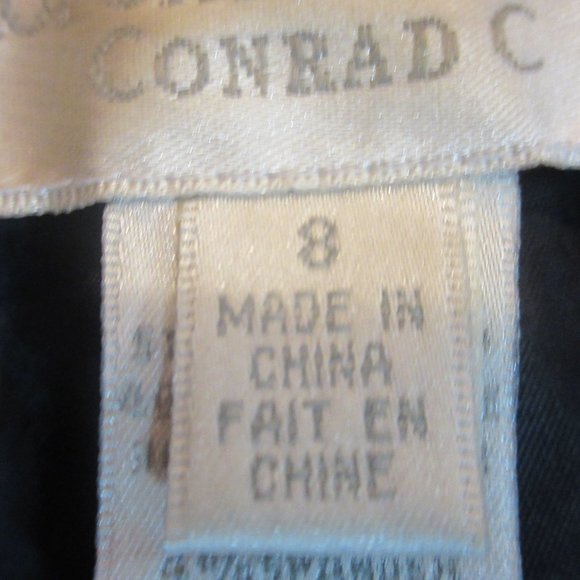 CONRAD C
8
MADE IN
CHINA
FAIT EN
CHINE